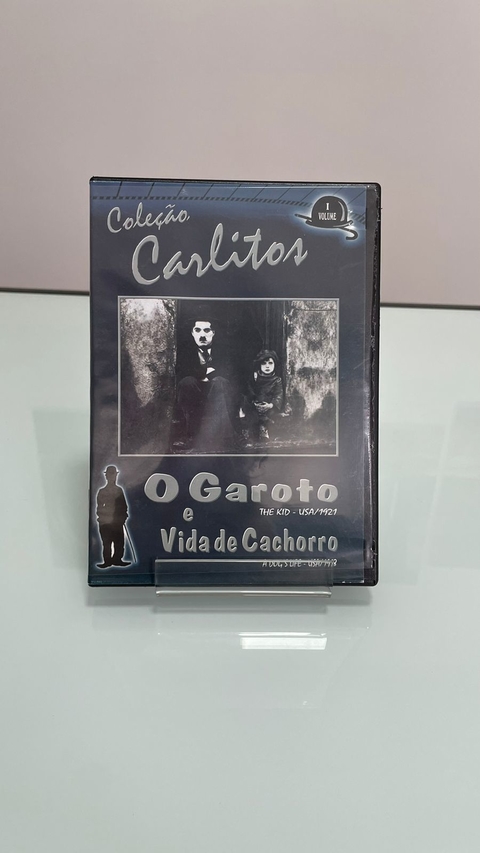 Coleção
Carlitos
I
VOLUME
O Garoto
THE KID - USA/1921
e
Vida de Cachorro
A DOG'S LIFE - USA/1918